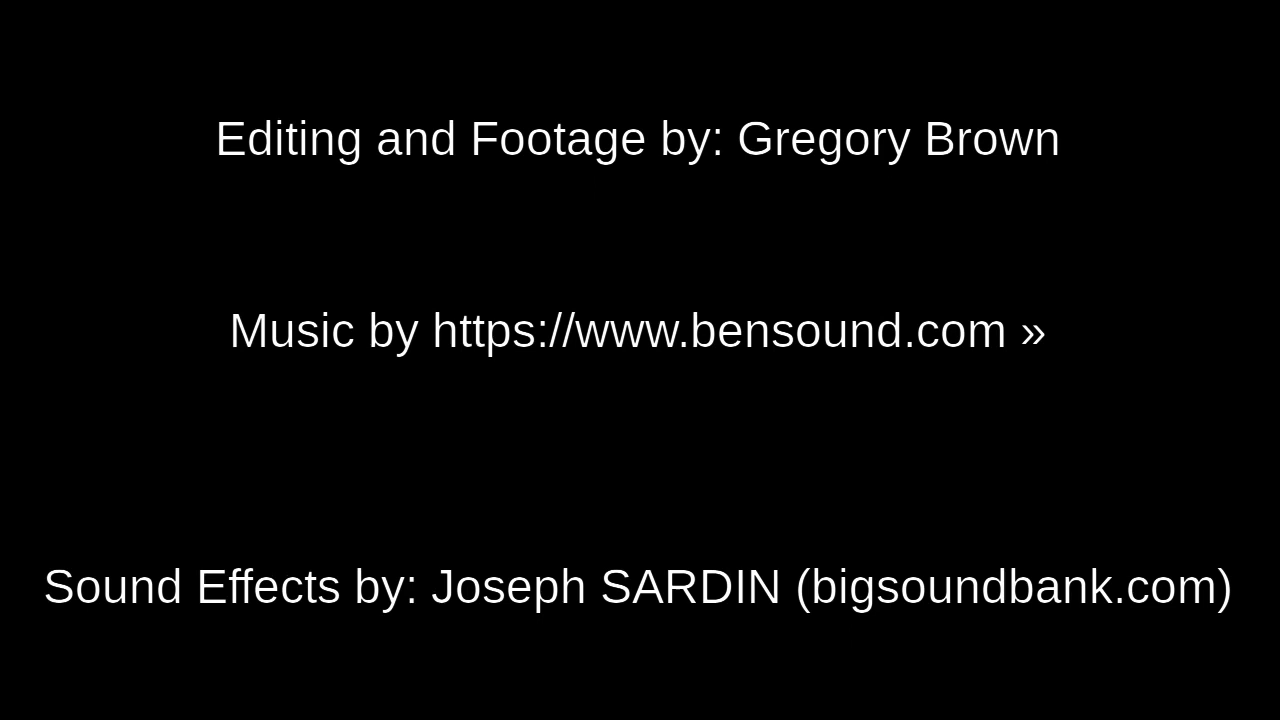 Editing and Footage by: Gregory Brown
Music by https://www.bensound.com »
Sound Effects by: Joseph SARDIN (bigsoundbank.com)